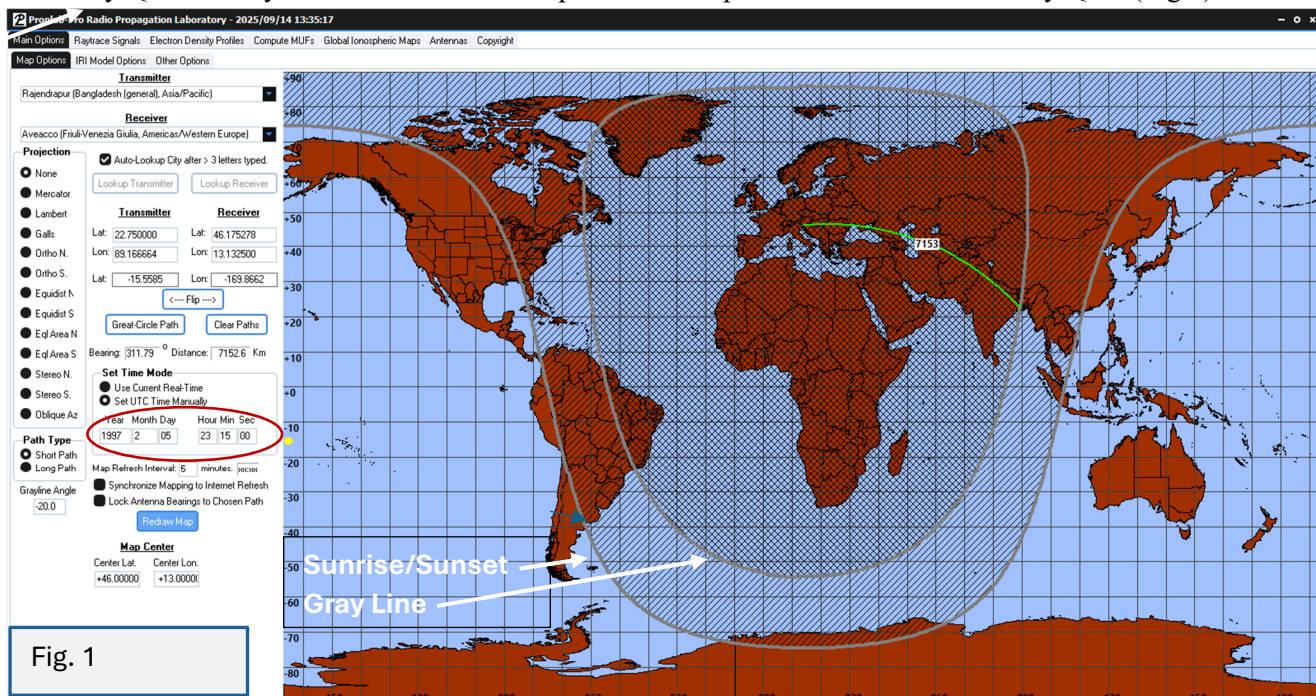 Proplab-Pro Radio Propagation Laboratory - 2025/09/14 13:35:17
Main Options Raytrace Signals Electron Density Profiles Compute MUFs Global Ionospheric Maps Antennas Copyright
Map Options IRI Model Options Other Options
Transmitter
Rajendrapur (Bangladesh (general), Asia/Pacific)
Receiver
Aveacco (Friuli-Venezia Giulia, Americas/Western Europe)
Projection
Auto-Lookup City after > 3 letters typed.
None
Mercator
Lambert
Galls
Ortho N.
Ortho S.
Equidist N
Equidist S
Eql Area N
Eql Area S
Stereo N.
Stereo S.
Oblique Az
Lookup Transmitter Lookup Receiver
Transmitter Receiver
Lat: 22.750000 Lat: 46.175278
Lon: 89.166664 Lon: 13.132500
Lat: -15.5585 Lon: -169.8662
<---- Flip ---->
Great-Circle Path Clear Paths
Bearing: 311.79 o Distance: 7152.6 Km
Set Time Mode
Use Current Real-Time
Set UTC Time Manually
Year Month Day Hour Min Sec
1997 2 05 23 15 00
Path Type
Short Path
Long Path
Map Refresh Interval: 5 minutes.
Synchronize Mapping to Internet Refresh
Lock Antenna Bearings to Chosen Path
Grayline Angle
-20.0
Redraw Map
Map Center
Center Lat. Center Lon.
+46.00000 +13.0000
Fig. 1
+90
+80
+60
+50
+40
+30
+20
+10
+0
-10
-20
-30
-40
-50
-60
-70
-80
7153
Sunrise/Sunset
Gray Line